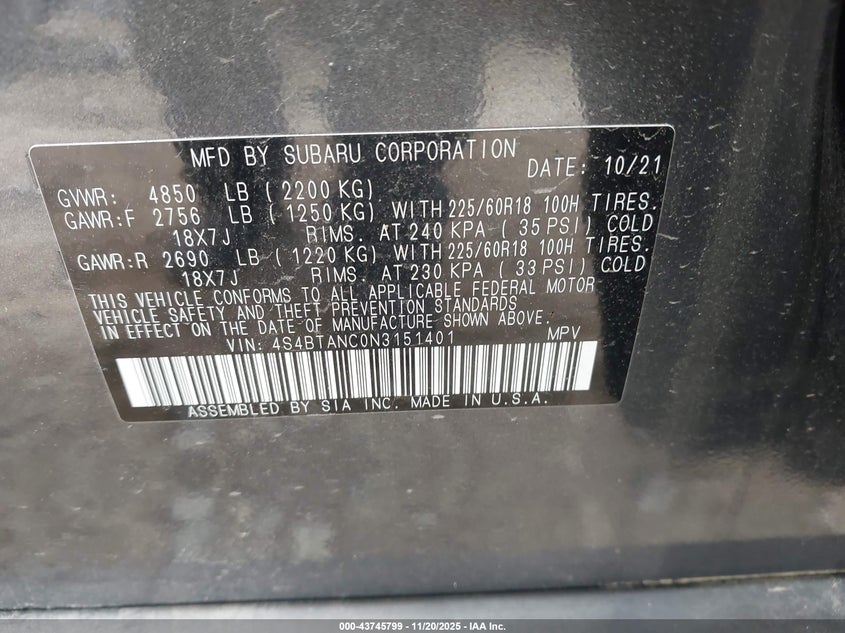 MFD BY SUBARU CORPORATION DATE: 10/21
GVWR: 4850 LB (2200 KG)
GAWR:F 2756 LB (1250 KG) WITH 225/60R18 100H TIRES.
18X7J RIMS. AT 240 KPA (35 PSI) COLD
GAWR:R 2690 LB (1220 KG) WITH 225/60R18 100H TIRES.
18X7J RIMS. AT 230 KPA (33 PSI) COLD
THIS VEHICLE CONFORMS TO ALL APPLICABLE FEDERAL MOTOR
VEHICLE SAFETY AND THEFT PREVENTION STANDARDS
IN EFFECT ON THE DATE OF MANUFACTURE SHOWN ABOVE.
VIN: 4S4BTANC0N3151401 MPV
ASSEMBLED BY SIA INC. MADE IN U.S.A.
000-43745799 - 11/20/2025 - IAA Inc.